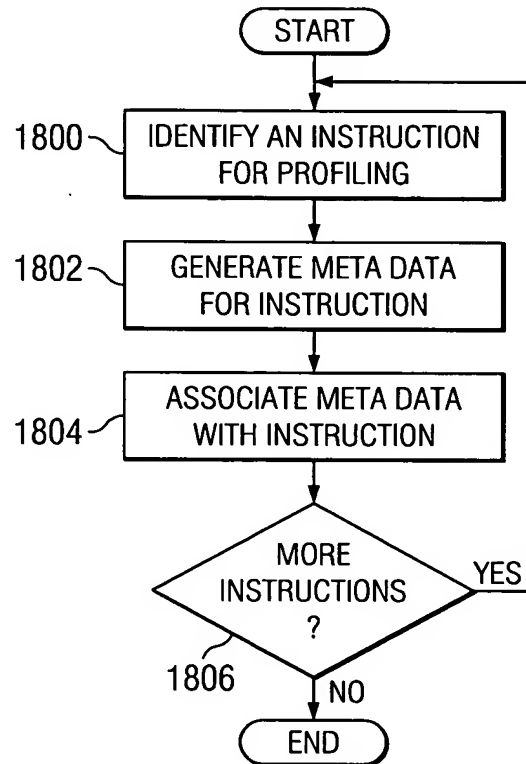 START
1800
IDENTIFY AN INSTRUCTION
FOR PROFILING
1802
GENERATE META DATA
FOR INSTRUCTION
1804
ASSOCIATE META DATA
WITH INSTRUCTION
MORE
INSTRUCTIONS
?
YES
1806
NO
END